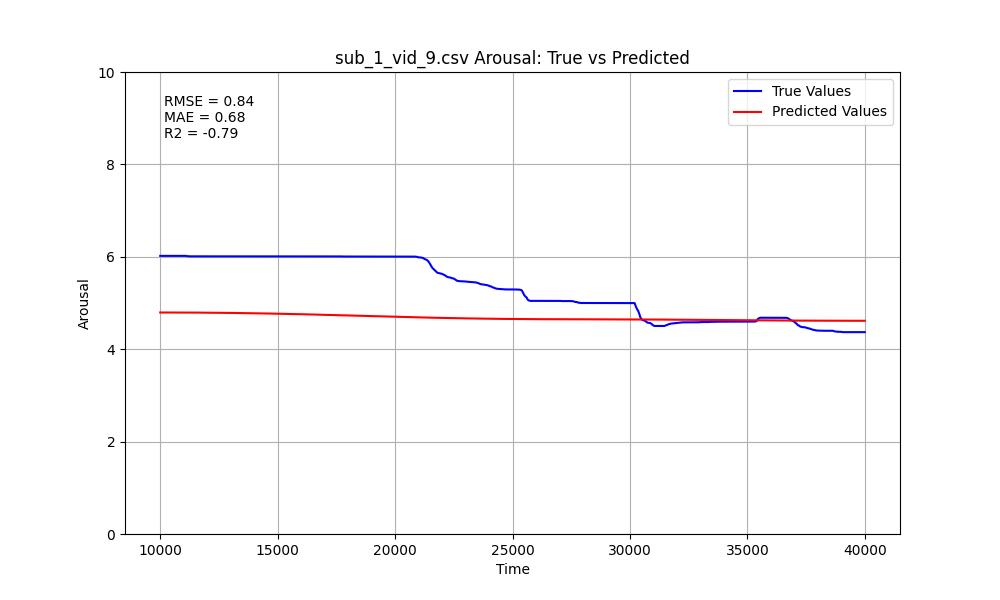 sub_1_vid_9.csv Arousal: True vs Predicted
RMSE = 0.84
MAE = 0.68
R2 = -0.79
True Values
Predicted Values
Arousal
10
8
6
4
2
0
10000 15000 20000 25000 30000 35000 40000
Time